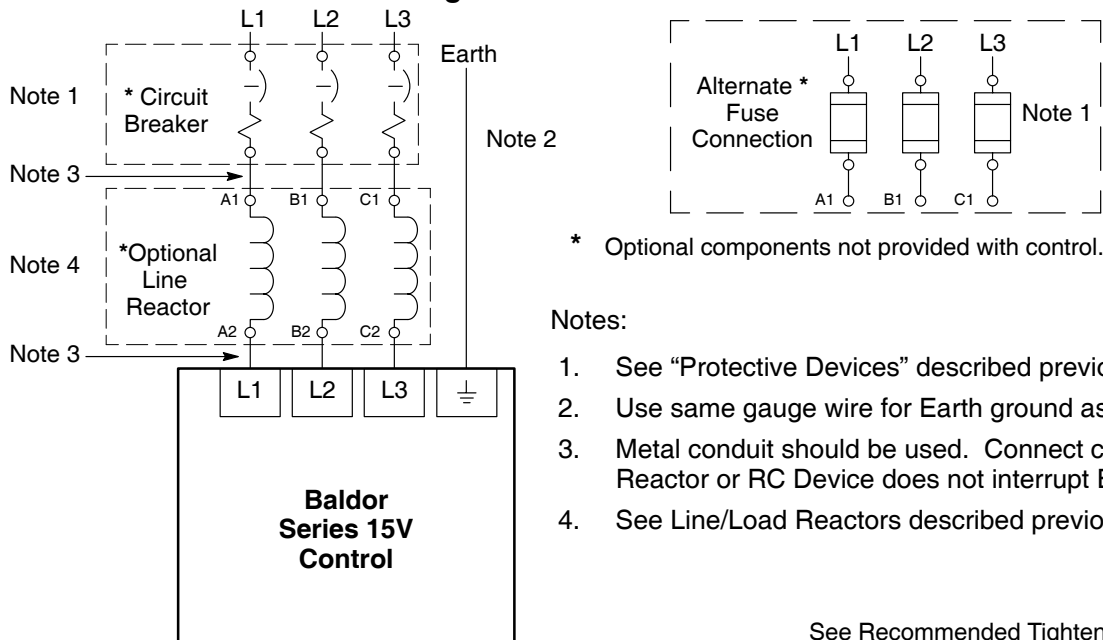 L1 L2 L3
Earth
Note 1
* Circuit
Breaker
Note 2
Note 3
A1 B1 C1
Note 4
*Optional
Line
Reactor
A2 B2 C2
Note 3
L1 L2 L3
Baldor
Series 15V
Control
L1 L2 L3
Alternate *
Fuse
Connection
Note 1
A1 B1 C1
* Optional components not provided with control.
Notes:
1. See “Protective Devices” described
2. Use same gauge wire for Earth ground as
3. Metal conduit should be used. Connect
Reactor or RC Device does not interrupt
4. See Line/Load Reactors described
See Recommended